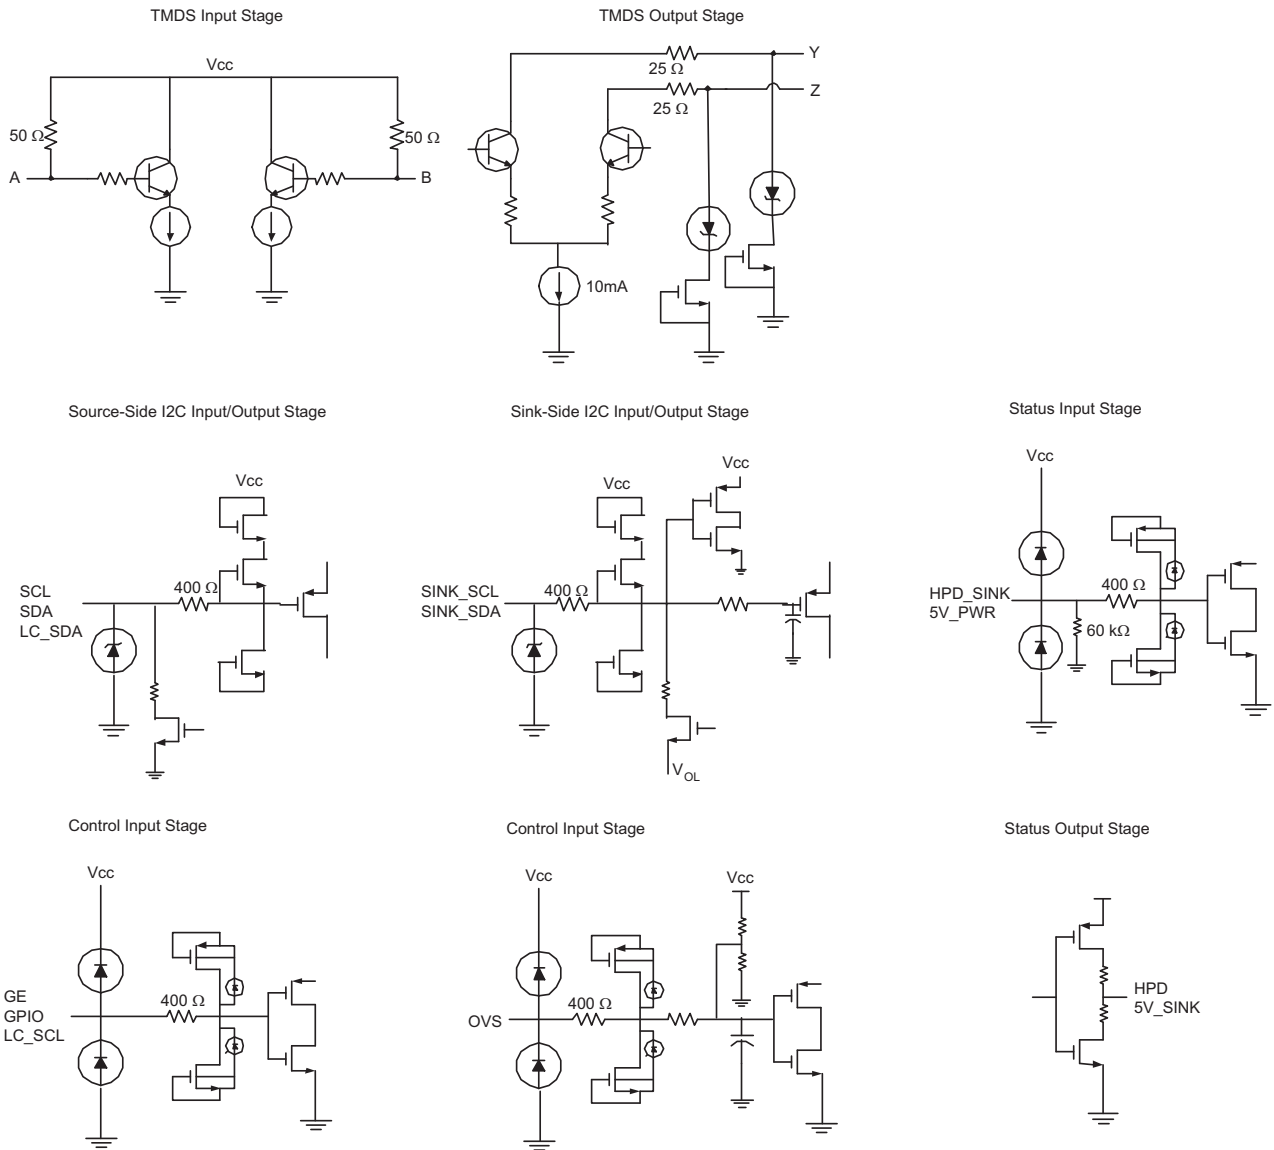 TMDS Input Stage
Vcc
50 Ω
50 Ω
A
B
TMDS Output Stage
25 Ω
Y
25 Ω
Z
10mA
Source-Side I2C Input/Output Stage
Vcc
SCL
SDA
LC_SDA
400 Ω
Sink-Side I2C Input/Output Stage
Vcc
Vcc
SINK_SCL
SINK_SDA
400 Ω
VOL
Status Input Stage
Vcc
HPD_SINK
5V_PWR
400 Ω
60 kΩ
Control Input Stage
Vcc
GE
GPIO
LC_SCL
400 Ω
Control Input Stage
Vcc
Vcc
OVS
400 Ω
Status Output Stage
HPD
5V_SINK